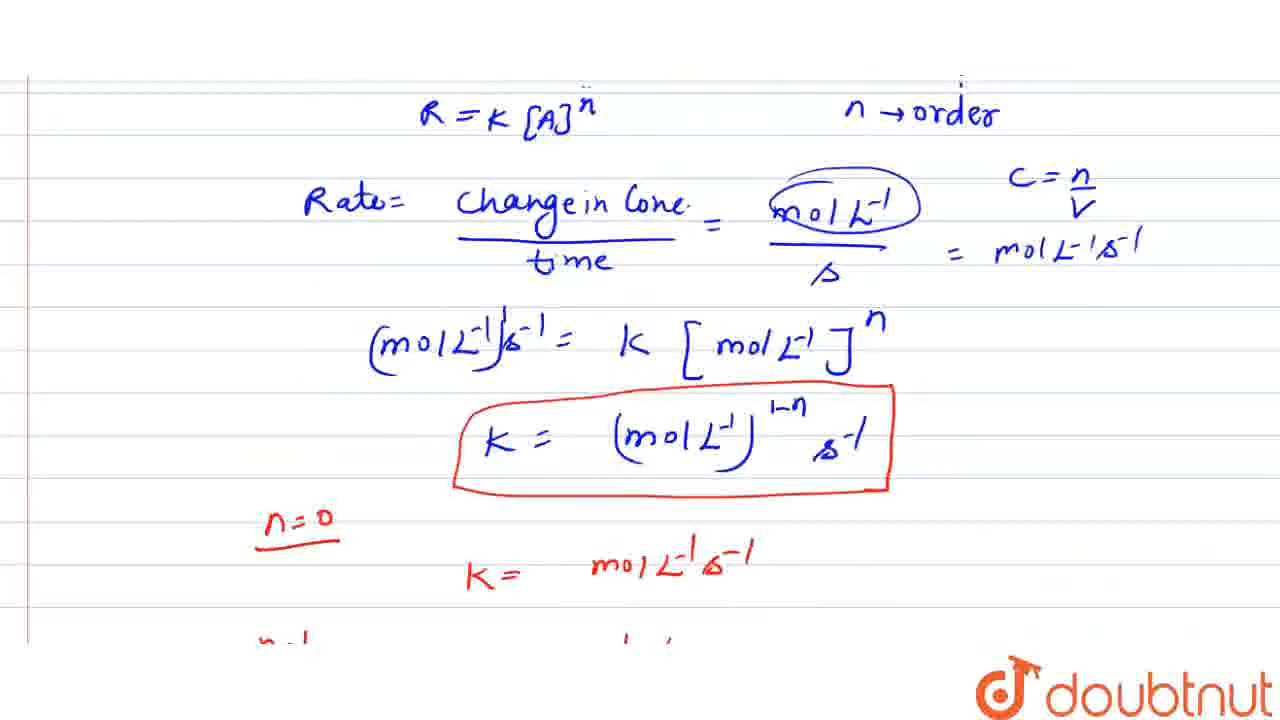 R = K [A]^n        n → order
Rate = Change in Conc. / time = mol L^-1 / s = mol L^-1 s^-1        C = n / V
(mol L^-1)^1 s^-1 = K [mol L^-1]^n
K = (mol L^-1)^1-n s^-1
n = 0
K = mol L^-1 s^-1
doubtnut